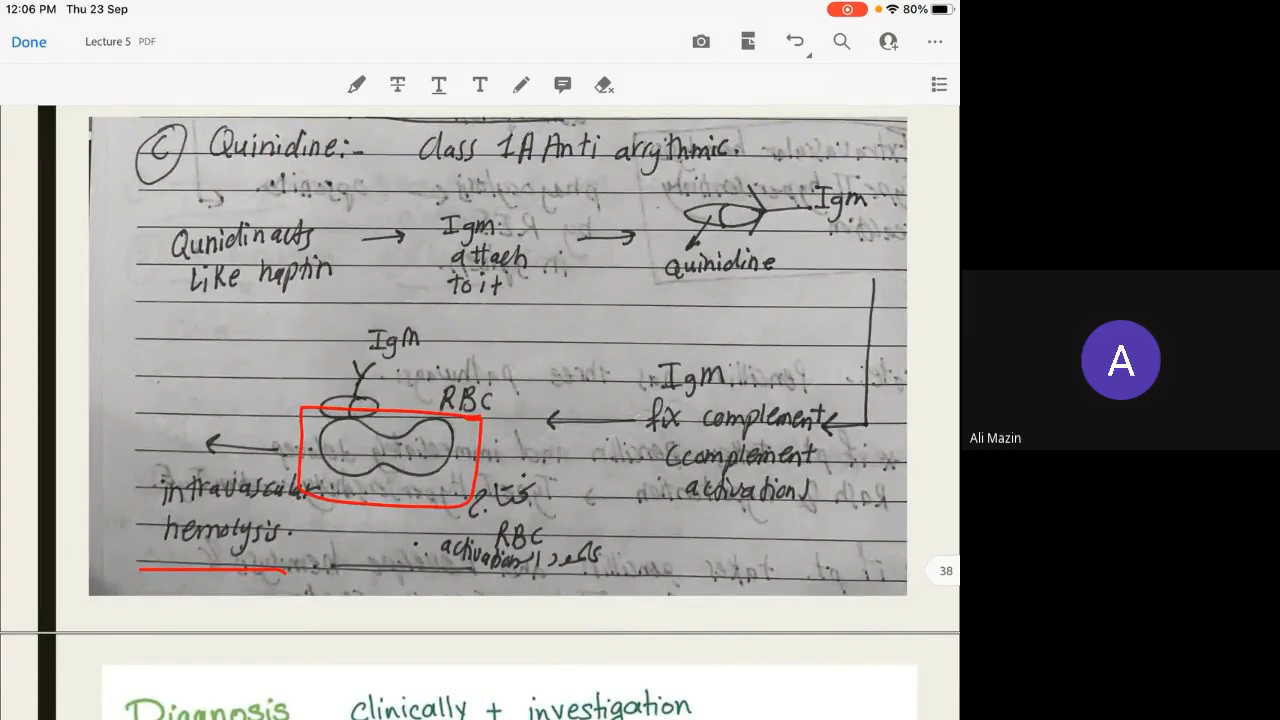 12:06 PM Thu 23 Sep
80%
Done
Lecture 5 PDF
C Quinidine:- Class 1A Anti arrythmic.
Qunidin acts
Like haptin
IgM
attach
to it
IgM
Quinidine
IgM
fix complement
(complement
activation)
IgM
RBC
RBC
activation
intravascular
hemolysis.
38
Diagnosis clinically + investigation
A
Ali Mazin